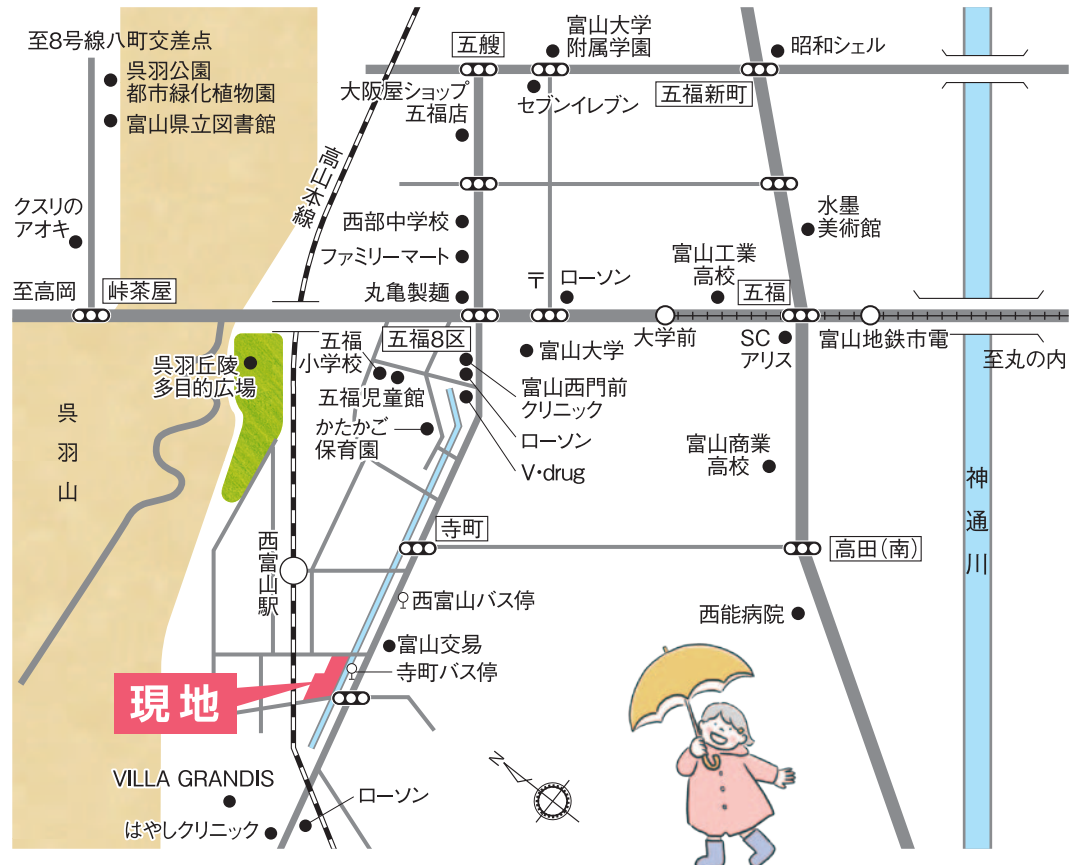 至8号線八町交差点
呉羽公園
都市緑化植物園
富山県立図書館
五艘
富山大学
附属学園
昭和シェル
大阪屋ショップ
五福店
セブンイレブン
五福新町
高山本線
クスリの
アオキ
西部中学校
ファミリーマート
丸亀製麺
水墨
美術館
至高岡
峠茶屋
〒
ローソン
富山工業
高校
五福
呉羽丘陵
多目的広場
五福
小学校
五福8区
富山大学
大学前
SC
アリス
富山地鉄市電
至丸の内
五福児童館
富山西門前
クリニック
かたかご
保育園
ローソン
V・drug
呉羽山
富山商業
高校
神通川
寺町
高田(南)
西富山駅
西富山バス停
西能病院
富山交易
寺町バス停
現地
N
VILLA GRANDIS
ローソン
はやしクリニック